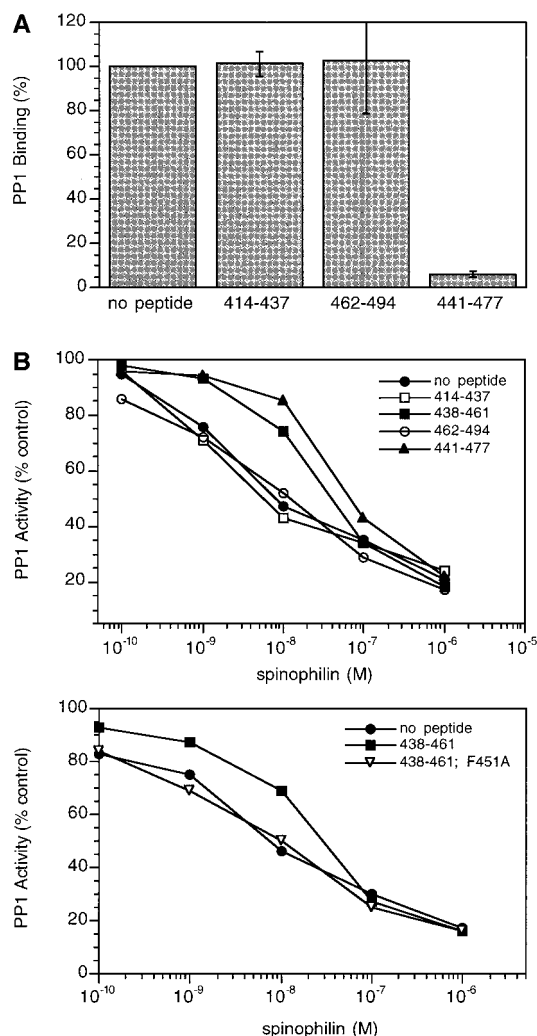 A
PP1 Binding (%)
120
100
80
60
40
20
0
no peptide 414-437 462-494 441-477
B
PP1 Activity (% control)
100
80
60
40
20
no peptide
414-437
438-461
462-494
441-477
10⁻¹⁰ 10⁻⁹ 10⁻⁸ 10⁻⁷ 10⁻⁶ 10⁻⁵
spinophilin (M)
PP1 Activity (% control)
100
80
60
40
20
0
no peptide
438-461
438-461; F451A
10⁻¹⁰ 10⁻⁹ 10⁻⁸ 10⁻⁷ 10⁻⁶
spinophilin (M)